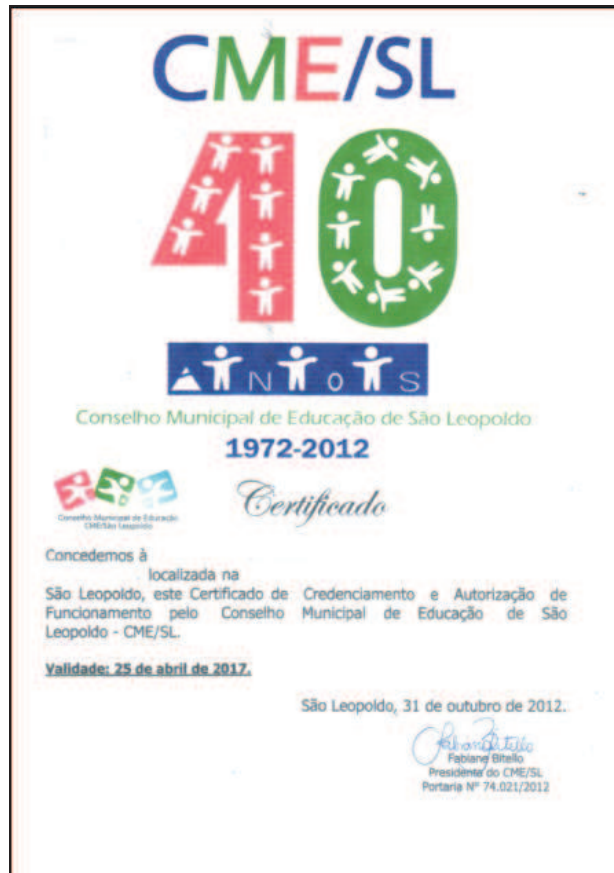 CME/SL
40
ANOS
Conselho Municipal de Educação de São Leopoldo
1972-2012
Conselho Municipal de Educação
CME/São Leopoldo
Certificado
Concedemos à
localizada na
São Leopoldo, este Certificado de Credenciamento e Autorização de
Funcionamento pelo Conselho Municipal de Educação de São
Leopoldo - CME/SL.
Validade: 25 de abril de 2017.
São Leopoldo, 31 de outubro de 2012.
Fabiane Bitello
Fabiane Bitello
Presidenta do CME/SL
Portaria Nº 74.021/2012